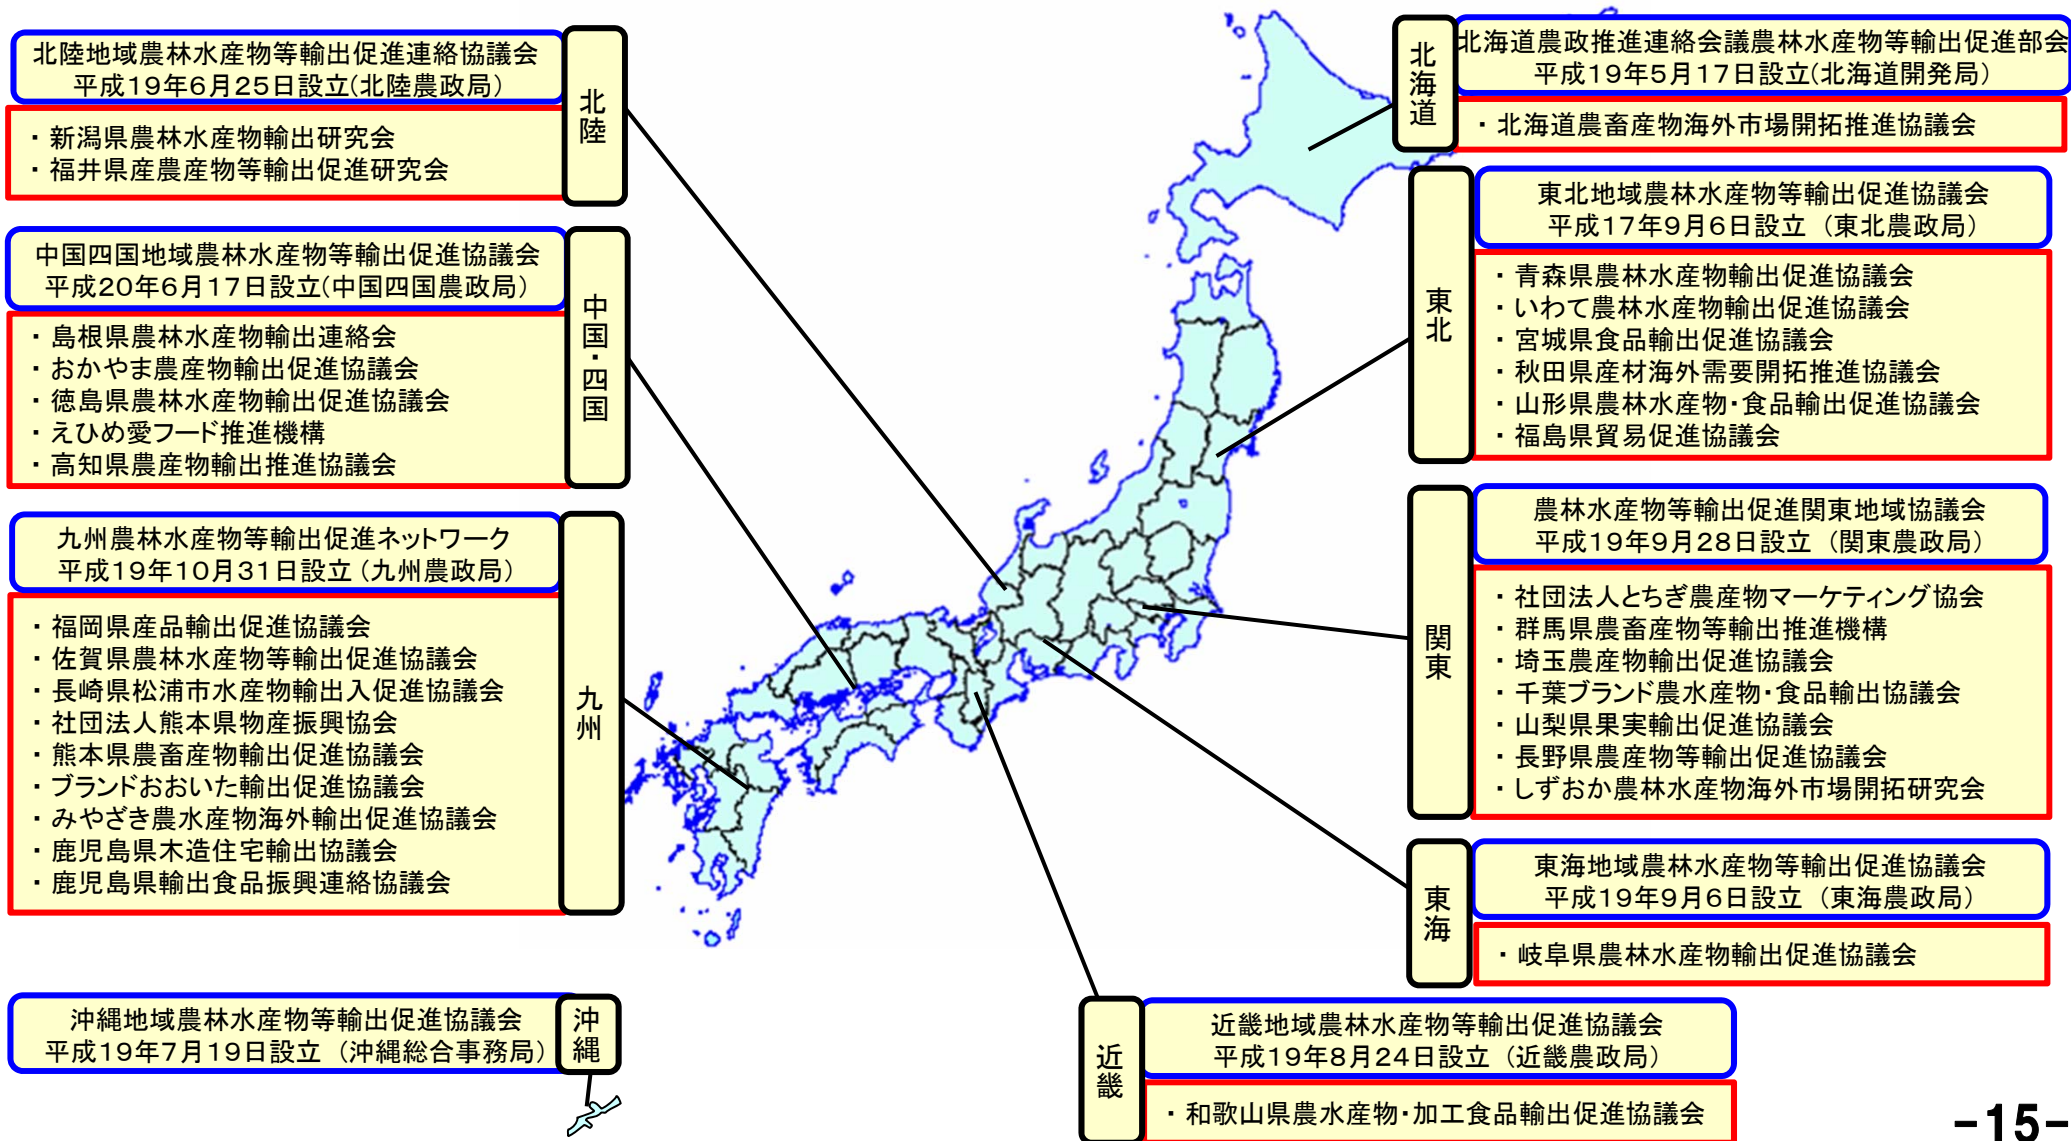 北陸地域農林水産物等輸出促進連絡協議会
平成19年6月25日設立(北陸農政局)
北陸
・新潟県農林水産物輸出研究会
・福井県産農産物等輸出促進研究会
中国四国地域農林水産物等輸出促進協議会
平成20年6月17日設立(中国四国農政局)
中国・四国
・島根県農林水産物輸出連絡会
・おかやま農産物輸出促進協議会
・徳島県農林水産物輸出促進協議会
・えひめ愛フード推進機構
・高知県農産物輸出推進協議会
九州農林水産物等輸出促進ネットワーク
平成19年10月31日設立(九州農政局)
九州
・福岡県産品輸出促進協議会
・佐賀県農林水産物等輸出促進協議会
・長崎県松浦市水産物輸出入促進協議会
・社団法人熊本県物産振興協会
・熊本県農畜産物輸出促進協議会
・ブランドおおいた輸出促進協議会
・みやざき農水産物海外輸出促進協議会
・鹿児島県木造住宅輸出協議会
・鹿児島県輸出食品振興連絡協議会
沖縄地域農林水産物等輸出促進協議会
平成19年7月19日設立(沖縄総合事務局)
沖縄
北海道
北海道農政推進連絡会議農林水産物等輸出促進部会
平成19年5月17日設立(北海道開発局)
・北海道農畜産物海外市場開拓推進協議会
東北
東北地域農林水産物等輸出促進協議会
平成17年9月6日設立(東北農政局)
・青森県農林水産物輸出促進協議会
・いわて農林水産物輸出促進協議会
・宮城県食品輸出促進協議会
・秋田県産材海外需要開拓推進協議会
・山形県農林水産物・食品輸出促進協議会
・福島県貿易促進協議会
関東
農林水産物等輸出促進関東地域協議会
平成19年9月28日設立(関東農政局)
・社団法人とちぎ農産物マーケティング協会
・群馬県農畜産物等輸出推進機構
・埼玉農産物輸出促進協議会
・千葉ブランド農水産物・食品輸出協議会
・山梨県果実輸出促進協議会
・長野県農産物等輸出促進協議会
・しずおか農林水産物海外市場開拓研究会
東海
東海地域農林水産物等輸出促進協議会
平成19年9月6日設立(東海農政局)
・岐阜県農林水産物輸出促進協議会
近畿
近畿地域農林水産物等輸出促進協議会
平成19年8月24日設立(近畿農政局)
・和歌山県農水産物・加工食品輸出促進協議会
-15-